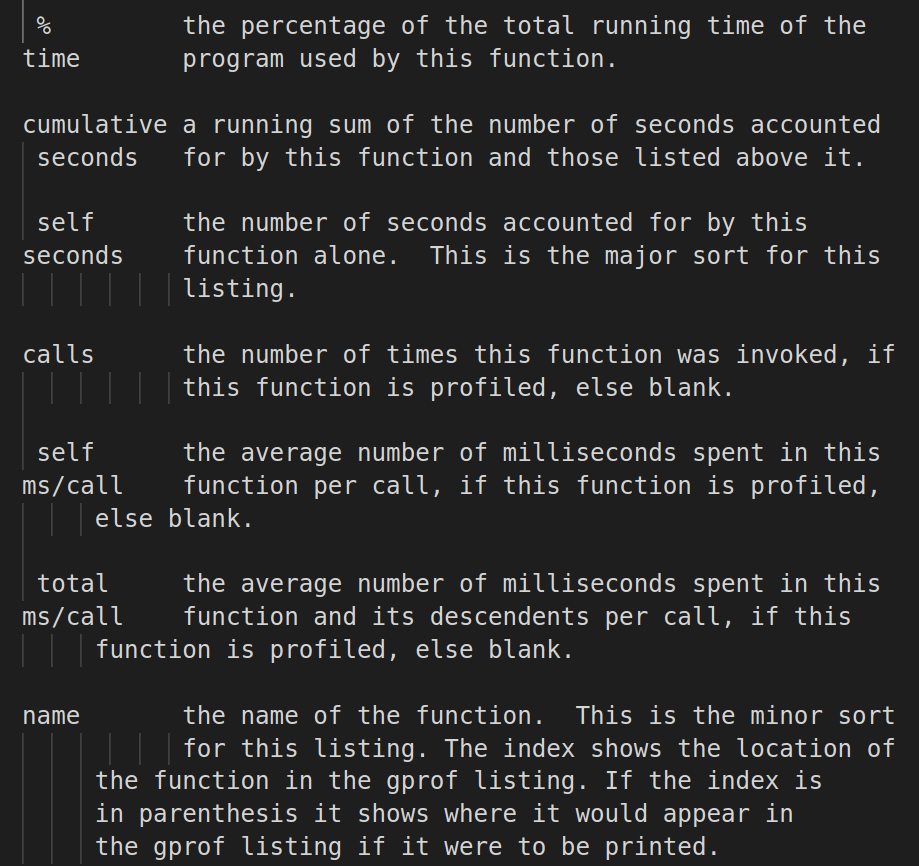 %         the percentage of the total running time of the
time       program used by this function.

cumulative a running sum of the number of seconds accounted
 seconds   for by this function and those listed above it.

 self      the number of seconds accounted for by this
seconds    function alone.  This is the major sort for this
           listing.

calls      the number of times this function was invoked, if
           this function is profiled, else blank.

 self      the average number of milliseconds spent in this
ms/call    function per call, if this function is profiled,
     else blank.

 total     the average number of milliseconds spent in this
ms/call    function and its descendents per call, if this
     function is profiled, else blank.

name       the name of the function.  This is the minor sort
           for this listing. The index shows the location of
     the function in the gprof listing. If the index is
     in parenthesis it shows where it would appear in
     the gprof listing if it were to be printed.